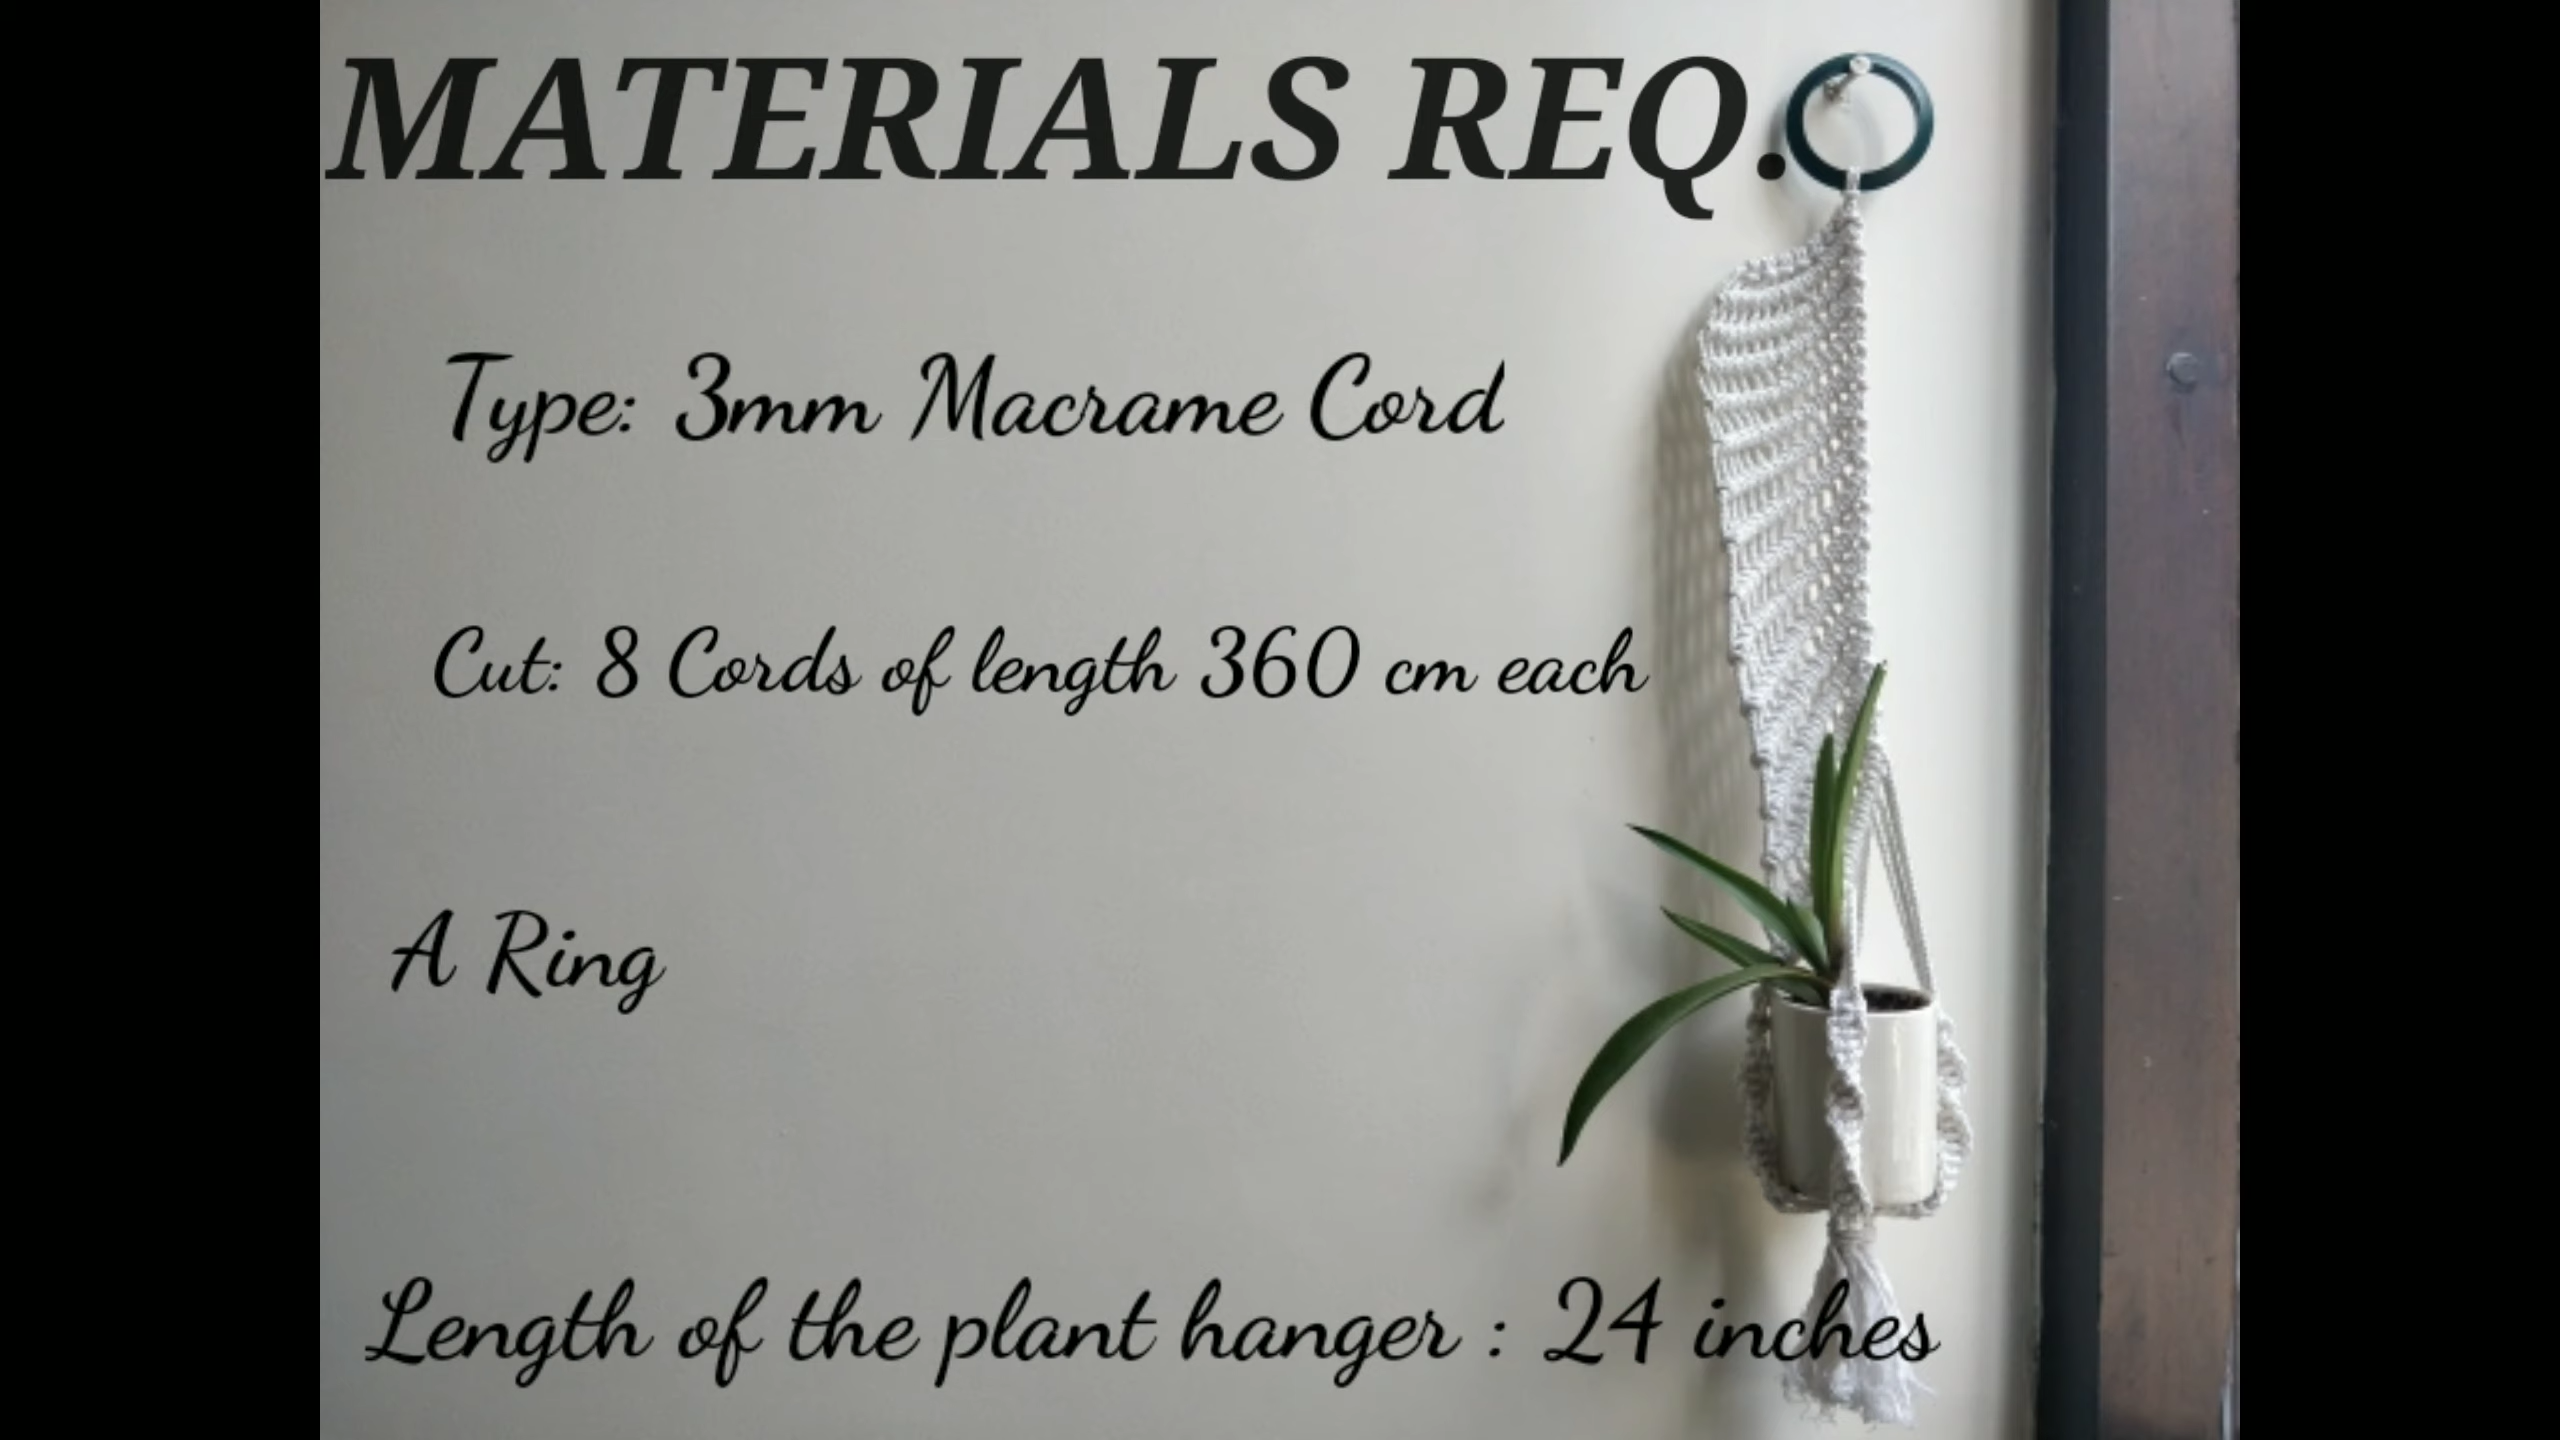 MATERIALS REQ.
Type: 3mm Macrame Cord
Cut: 8 Cords of length 360 cm each
A Ring
Length of the plant hanger : 24 inches